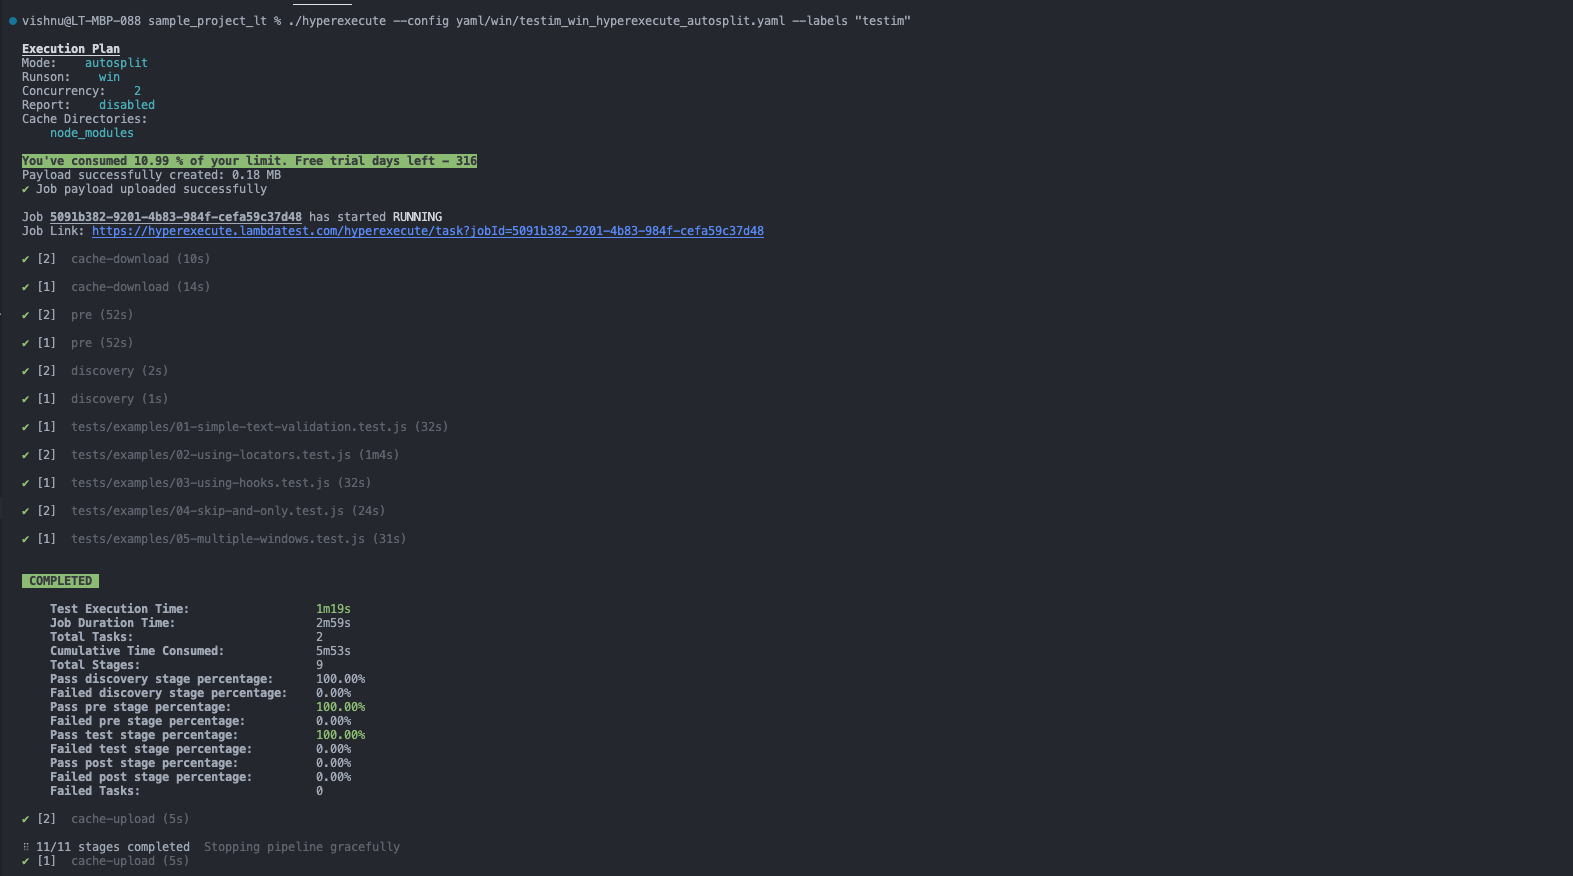 vishnu@LT-MBP-088 sample_project_lt % ./hyperexecute --config yaml/win/testim_win_hyperexecute_autosplit.yaml --labels "testim"
Execution Plan
Mode: autosplit
Runson: win
Concurrency: 2
Report: disabled
Cache Directories:
node_modules
You've consumed 10.99 % of your limit. Free trial days left - 316
Payload successfully created: 0.18 MB
✔ Job payload uploaded successfully
Job 5091b382-9201-4b83-984f-cefa59c37d48 has started RUNNING
Job Link: https://hyperexecute.lambdatest.com/hyperexecute/task?jobId=5091b382-9201-4b83-984f-cefa59c37d48
✔ [2] cache-download (10s)
✔ [1] cache-download (14s)
✔ [2] pre (52s)
✔ [1] pre (52s)
✔ [2] discovery (2s)
✔ [1] discovery (1s)
✔ [1] tests/examples/01-simple-text-validation.test.js (32s)
✔ [2] tests/examples/02-using-locators.test.js (1m4s)
✔ [1] tests/examples/03-using-hooks.test.js (32s)
✔ [2] tests/examples/04-skip-and-only.test.js (24s)
✔ [1] tests/examples/05-multiple-windows.test.js (31s)
COMPLETED
Test Execution Time: 1m19s
Job Duration Time: 2m59s
Total Tasks: 2
Cumulative Time Consumed: 5m53s
Total Stages: 9
Pass discovery stage percentage: 100.00%
Failed discovery stage percentage: 0.00%
Pass pre stage percentage: 100.00%
Failed pre stage percentage: 0.00%
Pass test stage percentage: 100.00%
Failed test stage percentage: 0.00%
Pass post stage percentage: 0.00%
Failed post stage percentage: 0.00%
Failed Tasks: 0
✔ [2] cache-upload (5s)
⠿ 11/11 stages completed Stopping pipeline gracefully
✔ [1] cache-upload (5s)